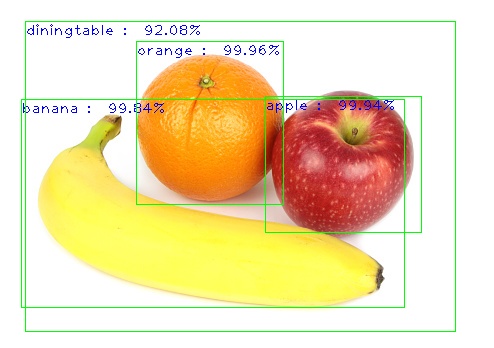 diningtable :  92.08%
orange :  99.96%
banana :  99.84%
apple :  99.94%